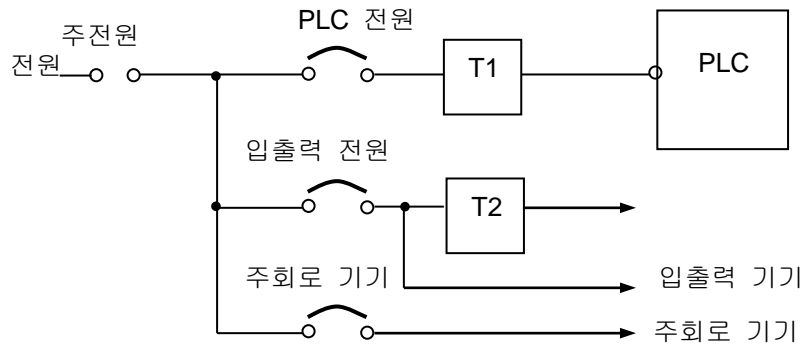 PLC 전원
주전원
전원
T1
PLC
입출력 전원
T2
주회로 기기
입출력 기기
주회로 기기